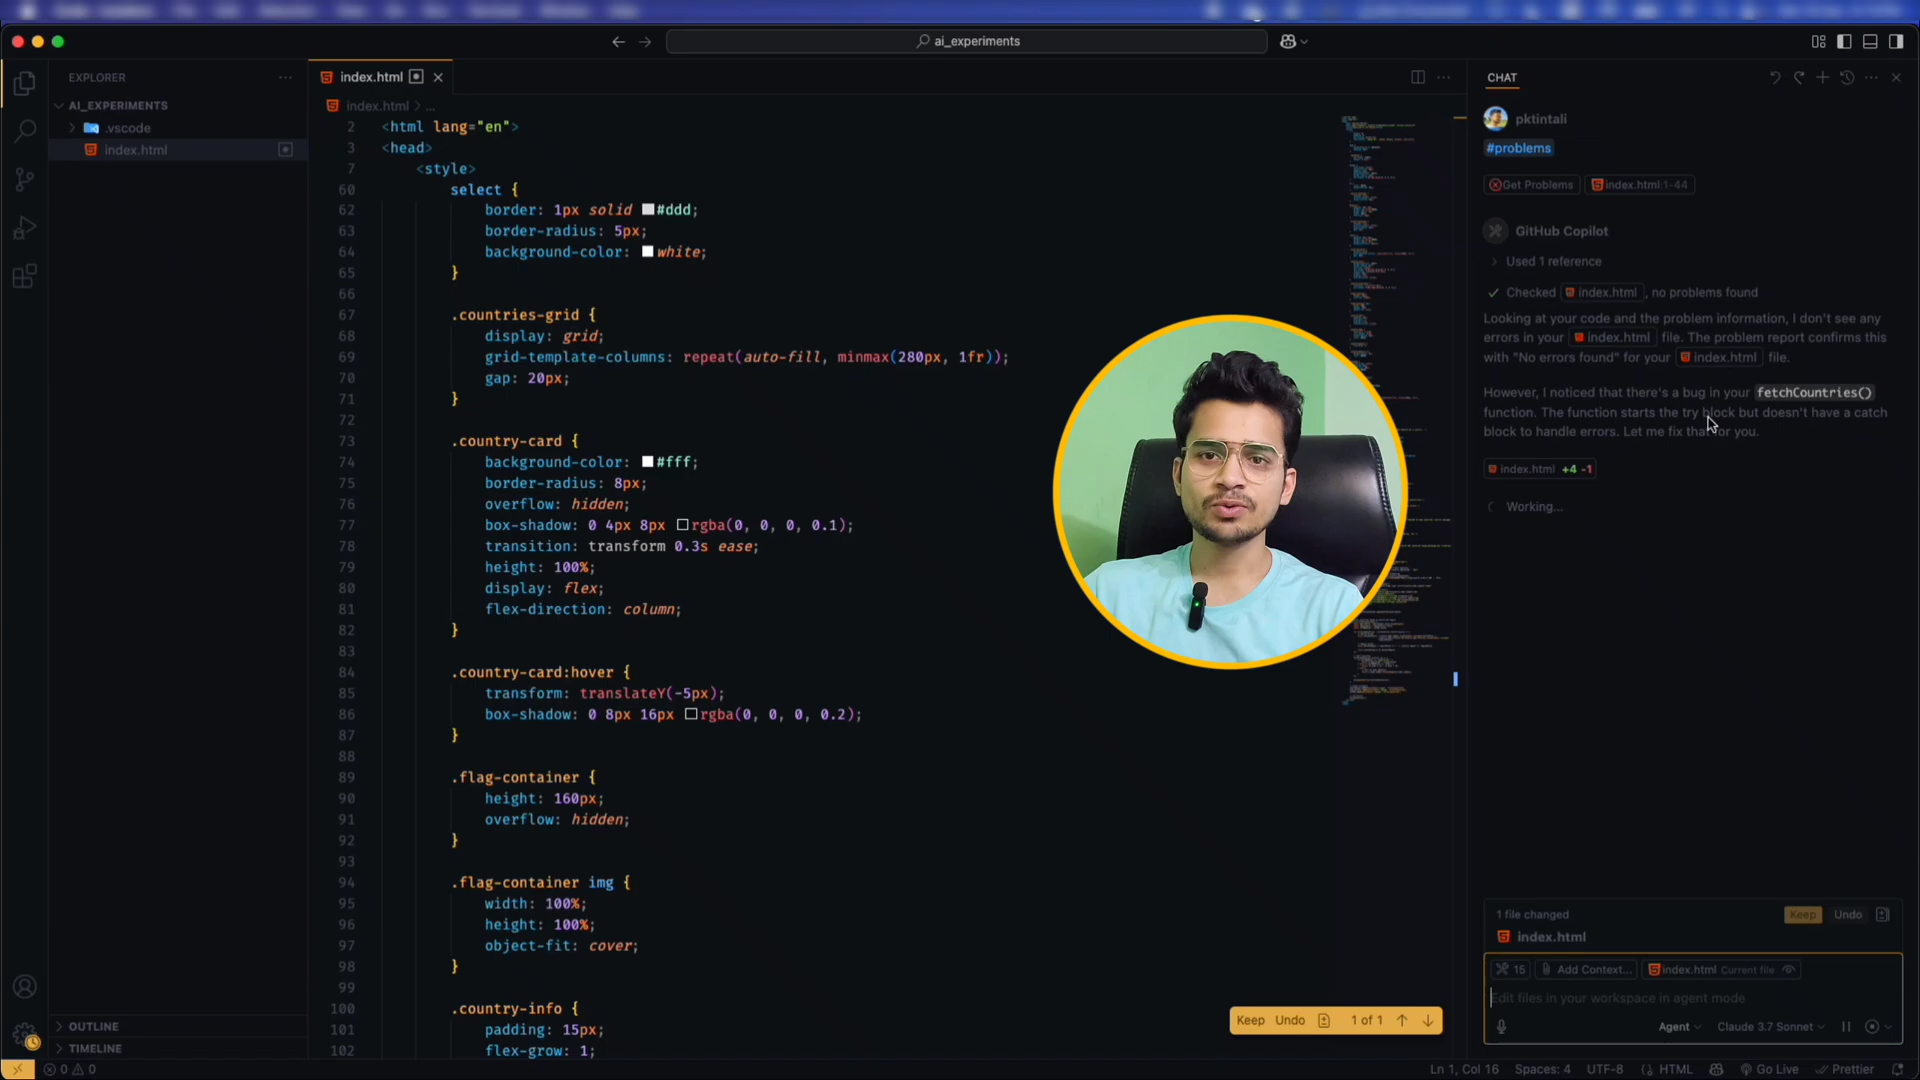 ai_experiments
EXPLORER
AI_EXPERIMENTS
.vscode
index.html
OUTLINE
TIMELINE
index.html
index.html > ...
2 <html lang="en">
3 <head>
7 <style>
60 select {
62 border: 1px solid #ddd;
63 border-radius: 5px;
64 background-color: white;
65 }
66
67 .countries-grid {
68 display: grid;
69 grid-template-columns: repeat(auto-fill, minmax(280px, 1fr));
70 gap: 20px;
71 }
72
73 .country-card {
74 background-color: #fff;
75 border-radius: 8px;
76 overflow: hidden;
77 box-shadow: 0 4px 8px rgba(0, 0, 0, 0.1);
78 transition: transform 0.3s ease;
79 height: 100%;
80 display: flex;
81 flex-direction: column;
82 }
83
84 .country-card:hover {
85 transform: translateY(-5px);
86 box-shadow: 0 8px 16px rgba(0, 0, 0, 0.2);
87 }
88
89 .flag-container {
90 height: 160px;
91 overflow: hidden;
92 }
93
94 .flag-container img {
95 width: 100%;
96 height: 100%;
97 object-fit: cover;
98 }
99
100 .country-info {
101 padding: 15px;
102 flex-grow: 1;
Keep Undo 1 of 1
CHAT
pktintali
#problems
Get Problems index.html:1-44
GitHub Copilot
Used 1 reference
Checked index.html , no problems found
Looking at your code and the problem information, I don't see any
errors in your index.html file. The problem report confirms this
with "No errors found" for your index.html file.
However, I noticed that there's a bug in your fetchCountries()
function. The function starts the try block but doesn't have a catch
block to handle errors. Let me fix that for you.
index.html +4 -1
Working...
1 file changed Keep Undo
index.html
15 Add Context... index.html Current file
Edit files in your workspace in agent mode
Agent Claude 3.7 Sonnet
0 0
Ln 1, Col 16 Spaces: 4 UTF-8 HTML Go Live Prettier